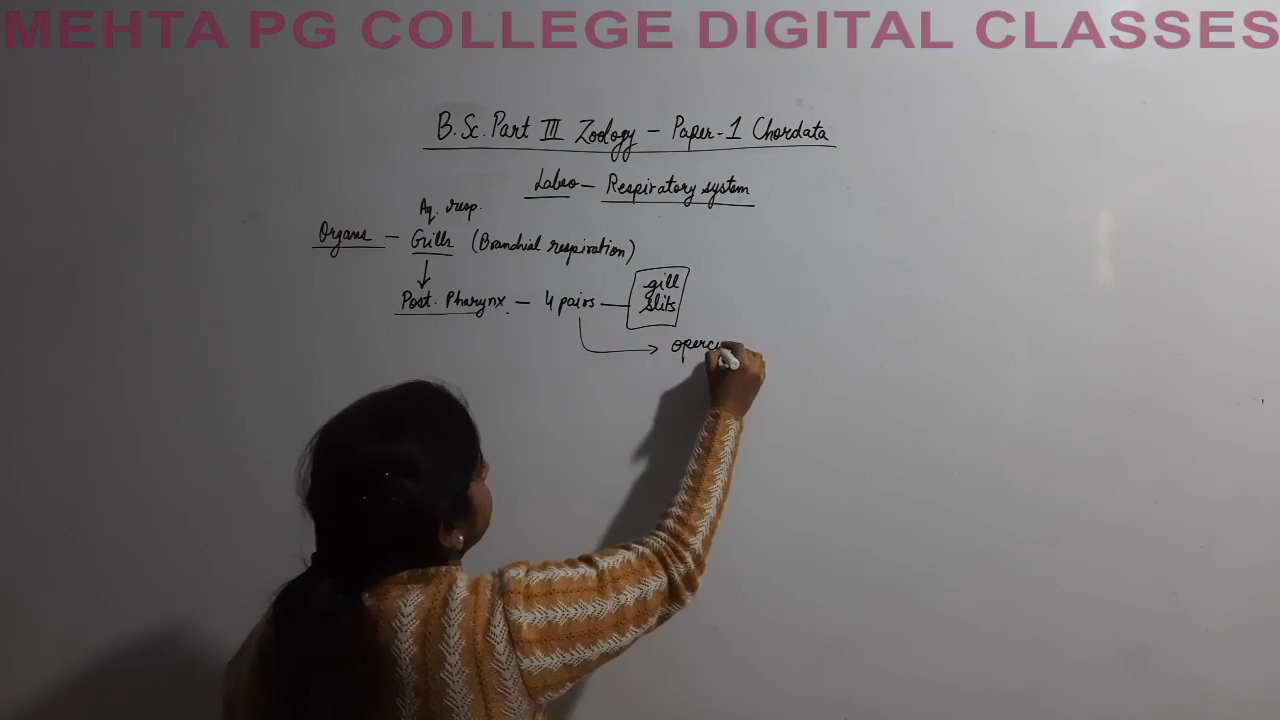 MEHTA PG COLLEGE DIGITAL CLASSES
B.Sc. Part III Zoology - Paper-1 Chordata
Labeo - Respiratory system
Aq. resp.
Organs - Gills (Branchial respiration)
Post. Pharynx. - 4 pairs - gill slits
operc